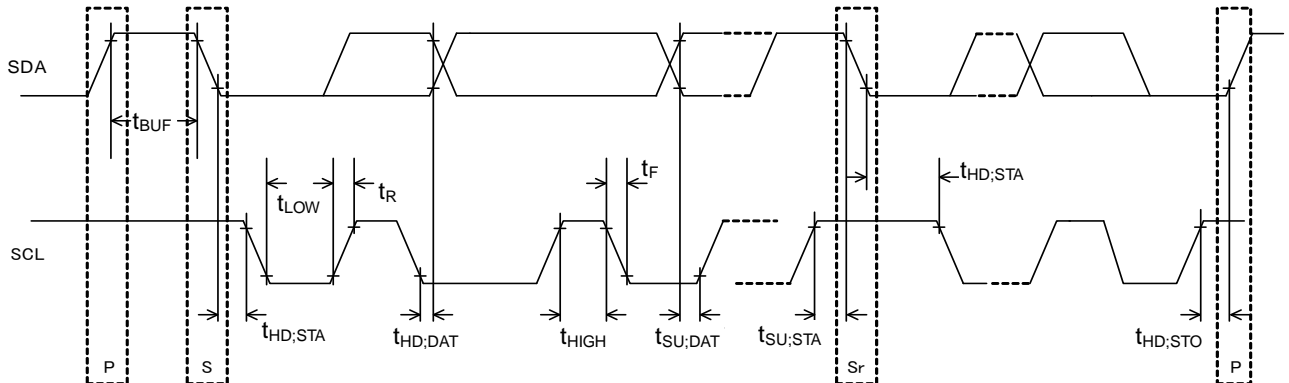 SDA
tBUF
tF
tHD;STA
tLOW
tR
SCL
tHD;STA
tHD;DAT
tHIGH
tSU;DAT
tSU;STA
tHD;STO
P
S
Sr
P